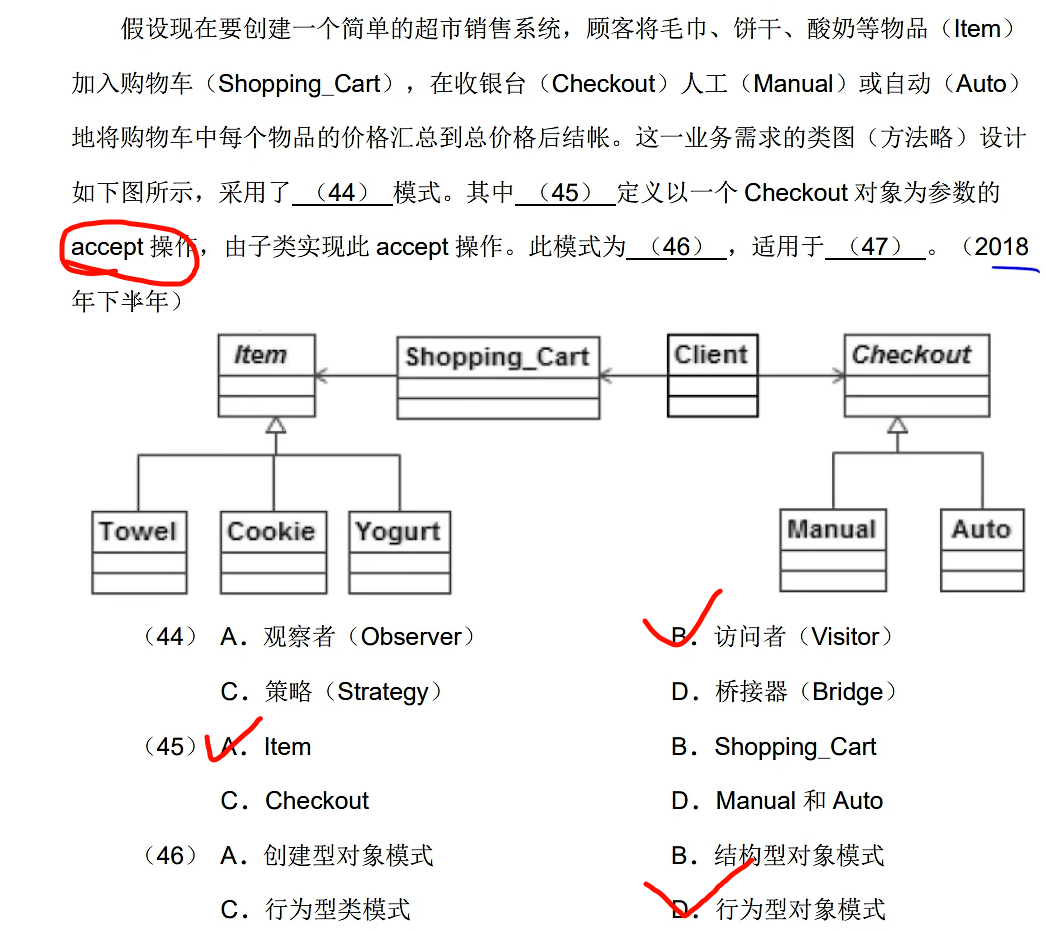 假设现在要创建一个简单的超市销售系统，顾客将毛巾、饼干、酸奶等物品（Item）
加入购物车（Shopping_Cart），在收银台（Checkout）人工（Manual）或自动（Auto）
地将购物车中每个物品的价格汇总到总价格后结帐。这一业务需求的类图（方法略）设计
如下图所示，采用了（44）模式。其中（45）定义以一个 Checkout 对象为参数的
accept 操作，由子类实现此 accept 操作。此模式为（46），适用于（47）。（2018
年下半年）
Item Shopping_Cart Client Checkout
Towel Cookie Yogurt Manual Auto
（44） A．观察者（Observer） B．访问者（Visitor）
C．策略（Strategy） D．桥接器（Bridge）
（45） A．Item B．Shopping_Cart
C．Checkout D．Manual 和 Auto
（46） A．创建型对象模式 B．结构型对象模式
C．行为型类模式 D．行为型对象模式